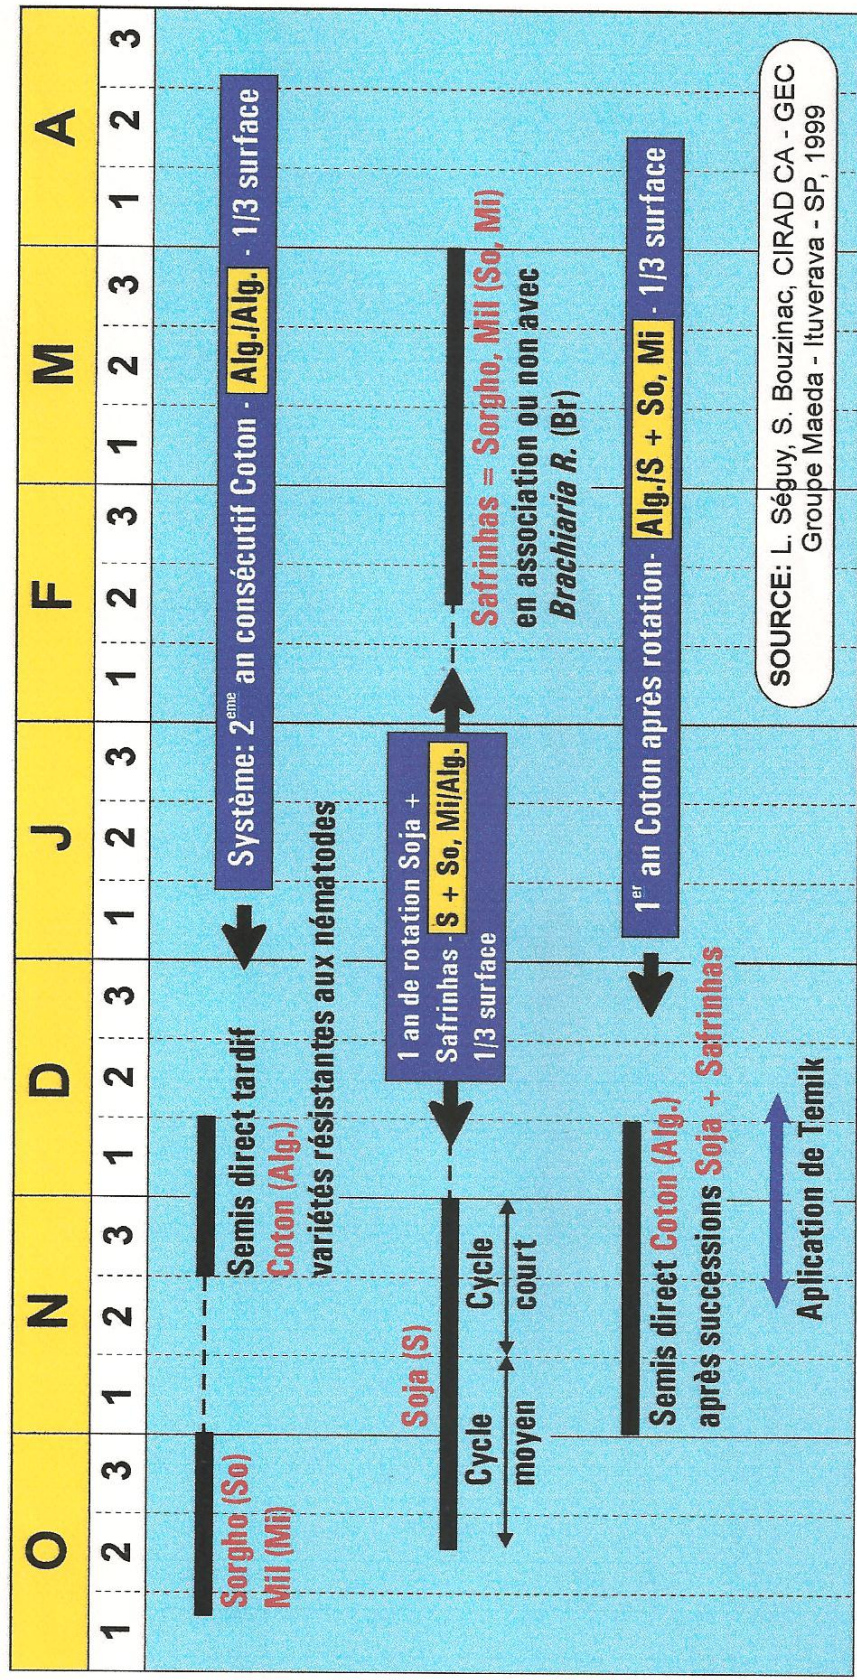 O N D J F M A
1 2 3 1 2 3 1 2 3 1 2 3 1 2 3 1 2 3 1 2 3
Sorgho (So)
Mil (Mi)
Semis direct tardif
Coton (Alg.)
variétés résistantes aux nématodes
Système: 2eme an consécutif Coton - Alg./Alg. - 1/3 surface
Soja (S)
Cycle
moyen
Cycle
court
1 an de rotation Soja +
Safrinhas - S + So, Mi/Alg.
1/3 surface
Safrinhas = Sorgho, Mil (So, Mi)
en association ou non avec
Brachiaria R. (Br)
Semis direct Coton (Alg.)
après successions Soja + Safrinhas
1er an Coton après rotation- Alg./S + So, Mi - 1/3 surface
Aplication de Temik
SOURCE: L. Séguy, S. Bouzinac, CIRAD CA - GEC
Groupe Maeda - Ituverava - SP, 1999